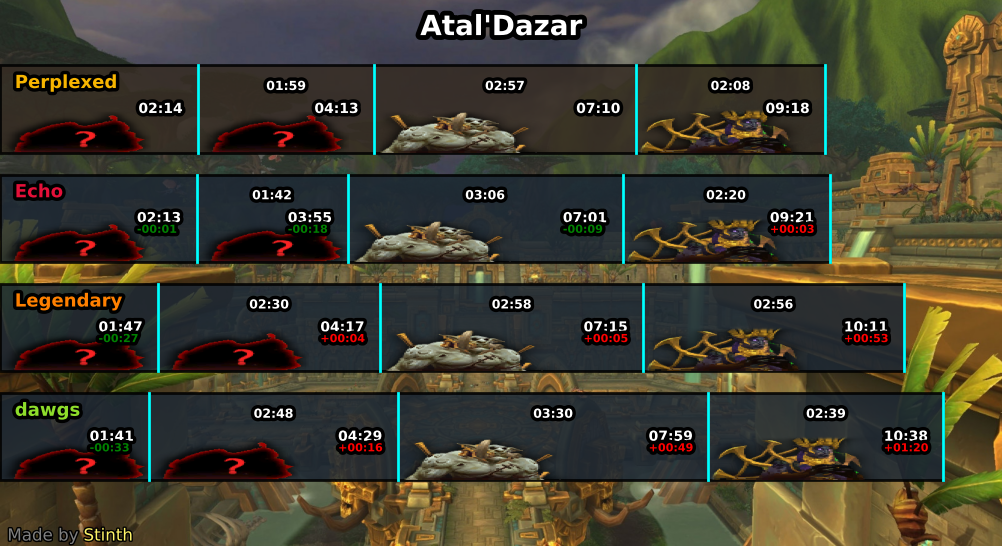 Atal'Dazar
Perplexed
01:59 02:57 02:08
02:14 04:13 07:10 09:18
? ?
Echo
01:42 03:06 02:20
02:13 03:55 07:01 09:21
-00:01 -00:18 -00:09 +00:03
? ?
Legendary
02:30 02:58 02:56
01:47 04:17 07:15 10:11
-00:27 +00:04 +00:05 +00:53
? ?
dawgs
02:48 03:30 02:39
01:41 04:29 07:59 10:38
-00:33 +00:16 +00:49 +01:20
? ?
Made by Stinth